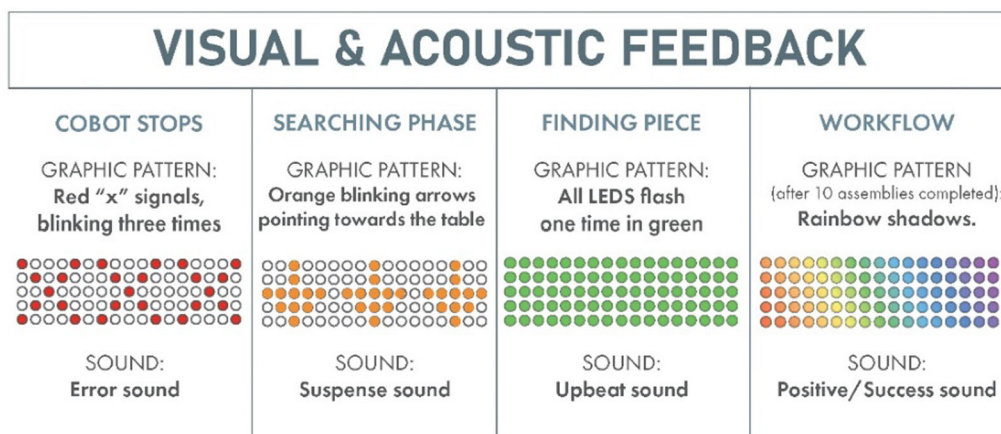 VISUAL & ACOUSTIC FEEDBACK
COBOT STOPS
GRAPHIC PATTERN:
Red “x” signals,
blinking three times
SOUND:
Error sound
SEARCHING PHASE
GRAPHIC PATTERN:
Orange blinking arrows
pointing towards the table
SOUND:
Suspense sound
FINDING PIECE
GRAPHIC PATTERN:
All LEDS flash
one time in green
SOUND:
Upbeat sound
WORKFLOW
GRAPHIC PATTERN
(after 10 assemblies completed):
Rainbow shadows.
SOUND:
Positive/Success sound